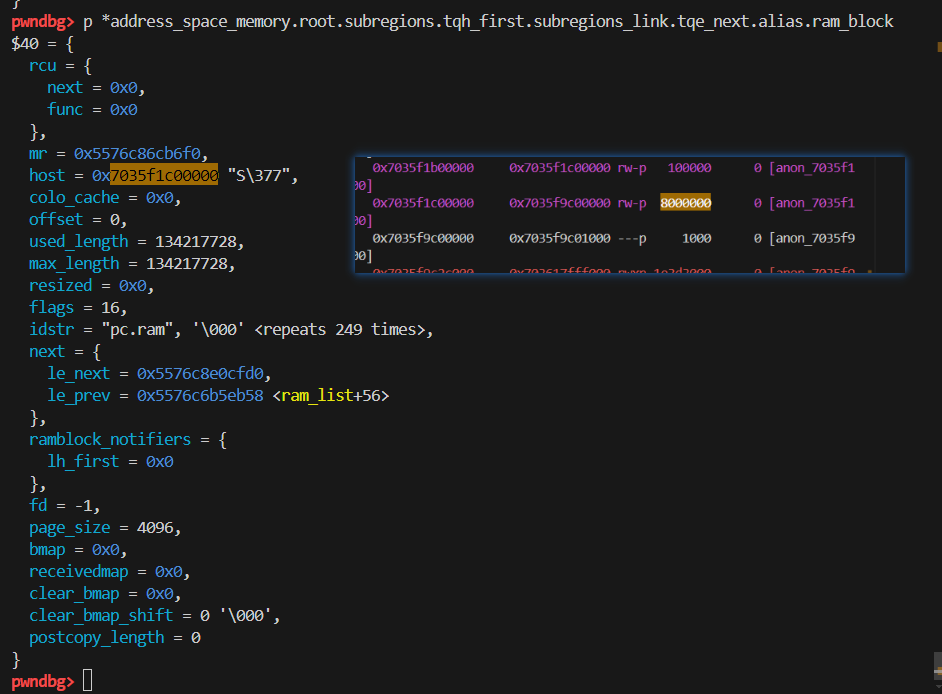 }
pwndbg> p *address_space_memory.root.subregions.tqh_first.subregions_link.tqe_next.alias.ram_block
$40 = {
  rcu = {
    next = 0x0,
    func = 0x0
  },
  mr = 0x5576c86cb6f0,
  host = 0x7035f1c00000 "S\377",
  colo_cache = 0x0,
  offset = 0,
  used_length = 134217728,
  max_length = 134217728,
  resized = 0x0,
  flags = 16,
  idstr = "pc.ram", '\000' <repeats 249 times>,
  next = {
    le_next = 0x5576c8e0cfd0,
    le_prev = 0x5576c6b5eb58 <ram_list+56>
  },
  ramblock_notifiers = {
    lh_first = 0x0
  },
  fd = -1,
  page_size = 4096,
  bmap = 0x0,
  receivedmap = 0x0,
  clear_bmap = 0x0,
  clear_bmap_shift = 0 '\000',
  postcopy_length = 0
}
pwndbg>
0x7035f1b00000 0x7035f1c00000 rw-p 100000 0 [anon_7035f1
00]
0x7035f1c00000 0x7035f9c00000 rw-p 8000000 0 [anon_7035f1
00]
0x7035f9c00000 0x7035f9c01000 ---p 1000 0 [anon_7035f9
00]